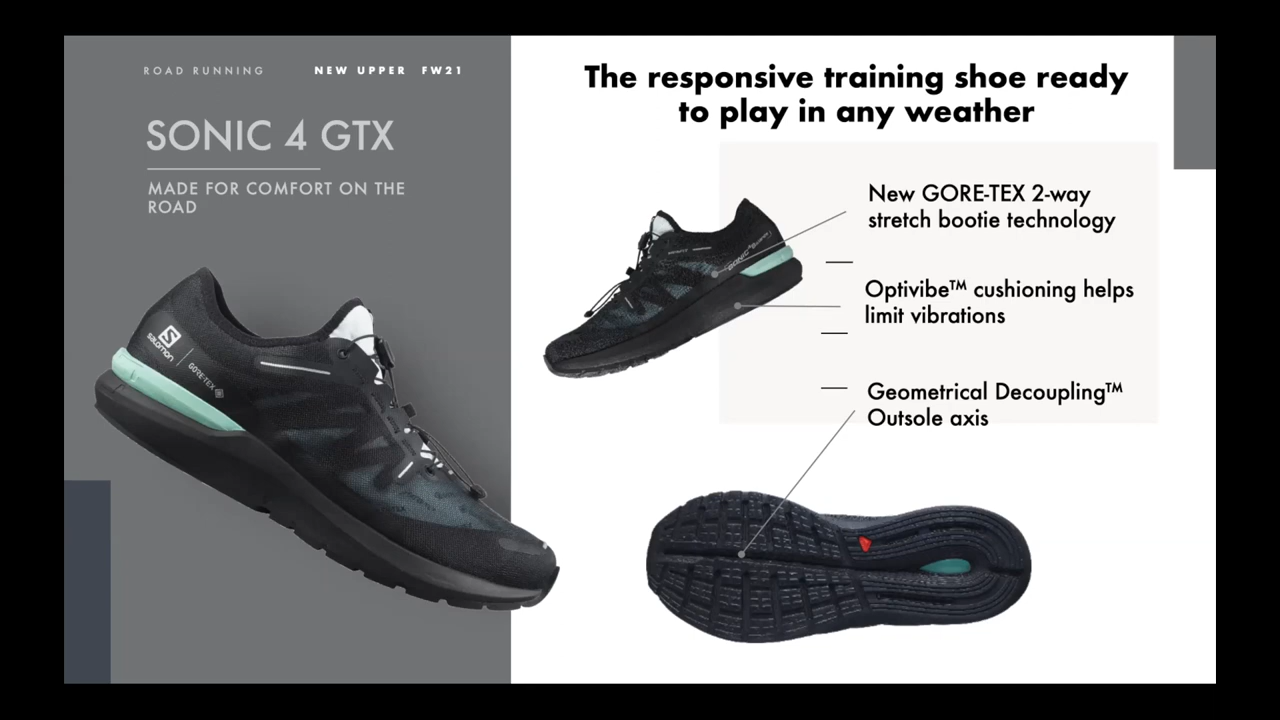 ROAD RUNNING
NEW UPPER FW21
SONIC 4 GTX
MADE FOR COMFORT ON THE
ROAD
salomon
GORE-TEX
The responsive training shoe ready
to play in any weather
New GORE-TEX 2-way
stretch bootie technology
Optivibe™ cushioning helps
limit vibrations
Geometrical Decoupling™
Outsole axis
SONIC